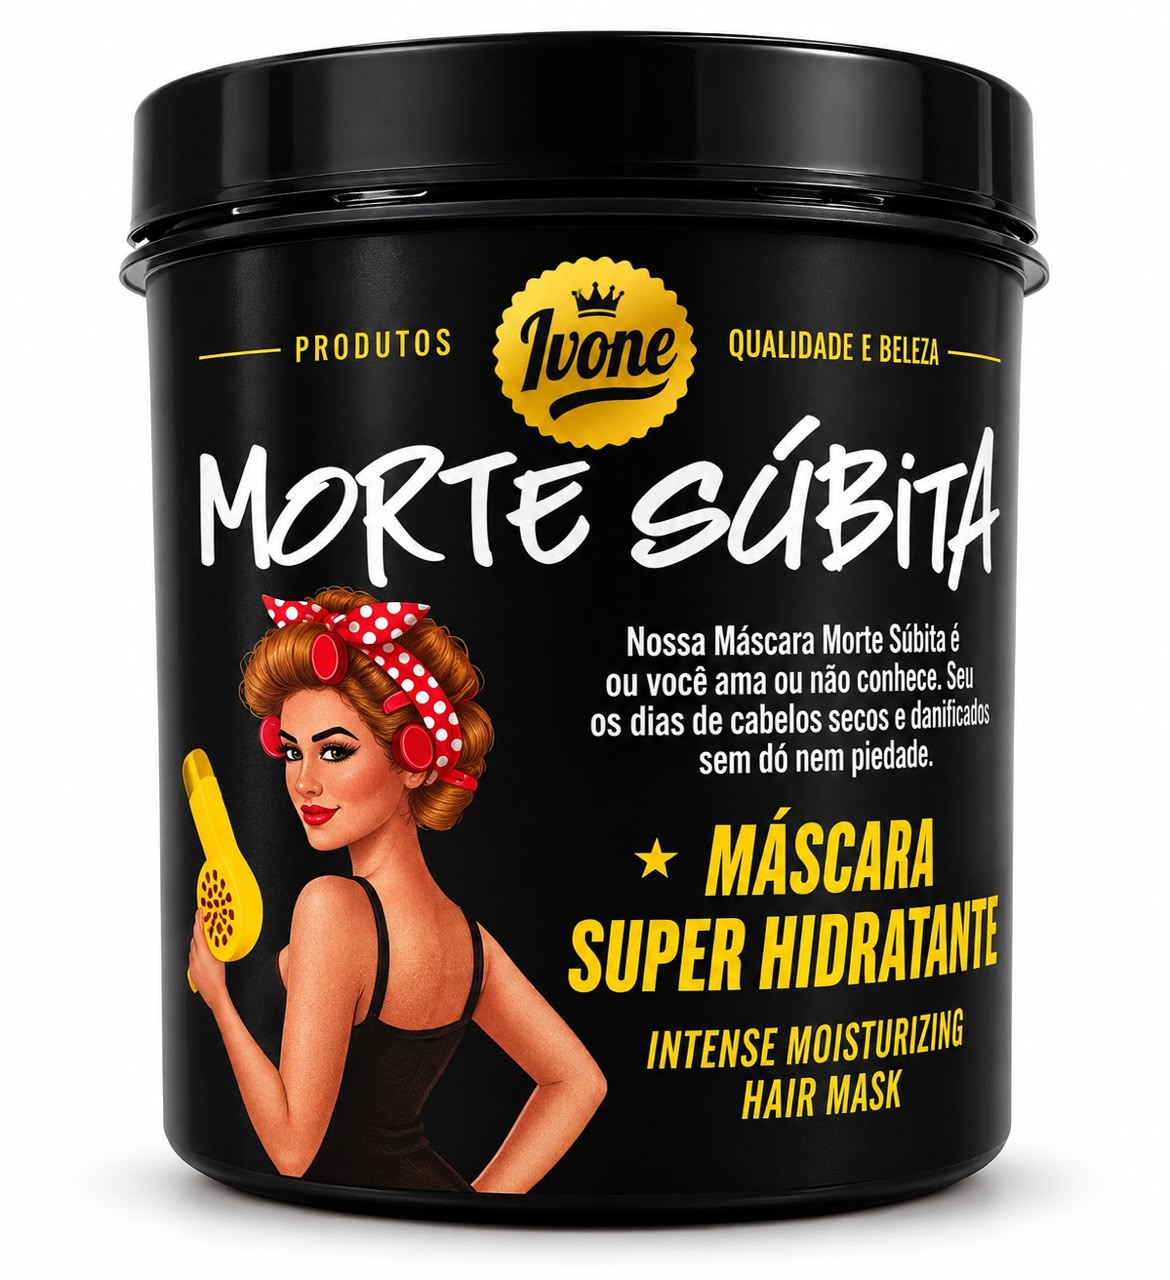 PRODUTOS
Ivone
QUALIDADE E BELEZA
MORTE SÚBITA
Nossa Máscara Morte Súbita é
ou você ama ou não conhece. Seu
os dias de cabelos secos e danificados
sem dó nem piedade.
MÁSCARA
SUPER HIDRATANTE
INTENSE MOISTURIZING
HAIR MASK